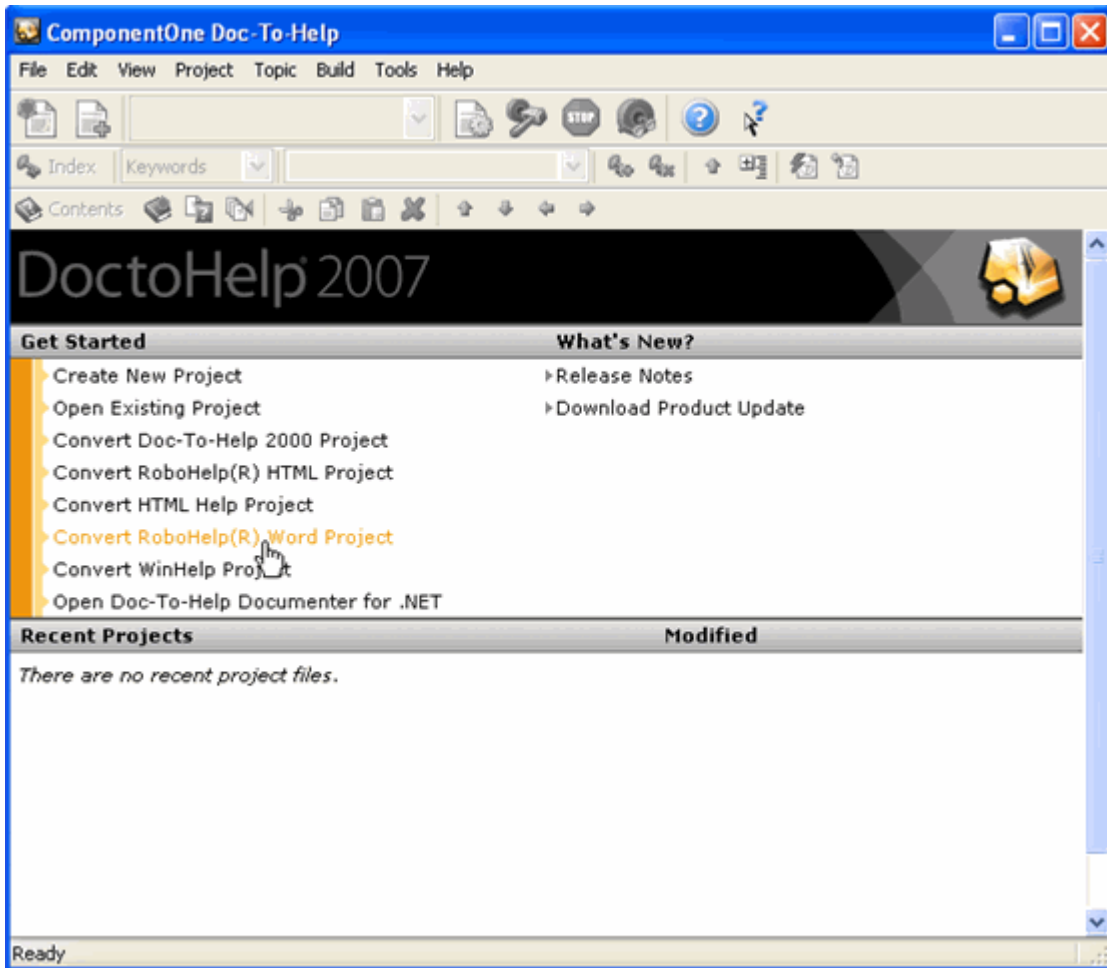 ComponentOne Doc-To-Help
File Edit View Project Topic Build Tools Help
STOP
Index Keywords
Contents
DoctoHelp 2007
Get Started What's New?
Create New Project Release Notes
Open Existing Project Download Product Update
Convert Doc-To-Help 2000 Project
Convert RoboHelp(R) HTML Project
Convert HTML Help Project
Convert RoboHelp(R) Word Project
Convert WinHelp Project
Open Doc-To-Help Documenter for .NET
Recent Projects Modified
There are no recent project files.
Ready